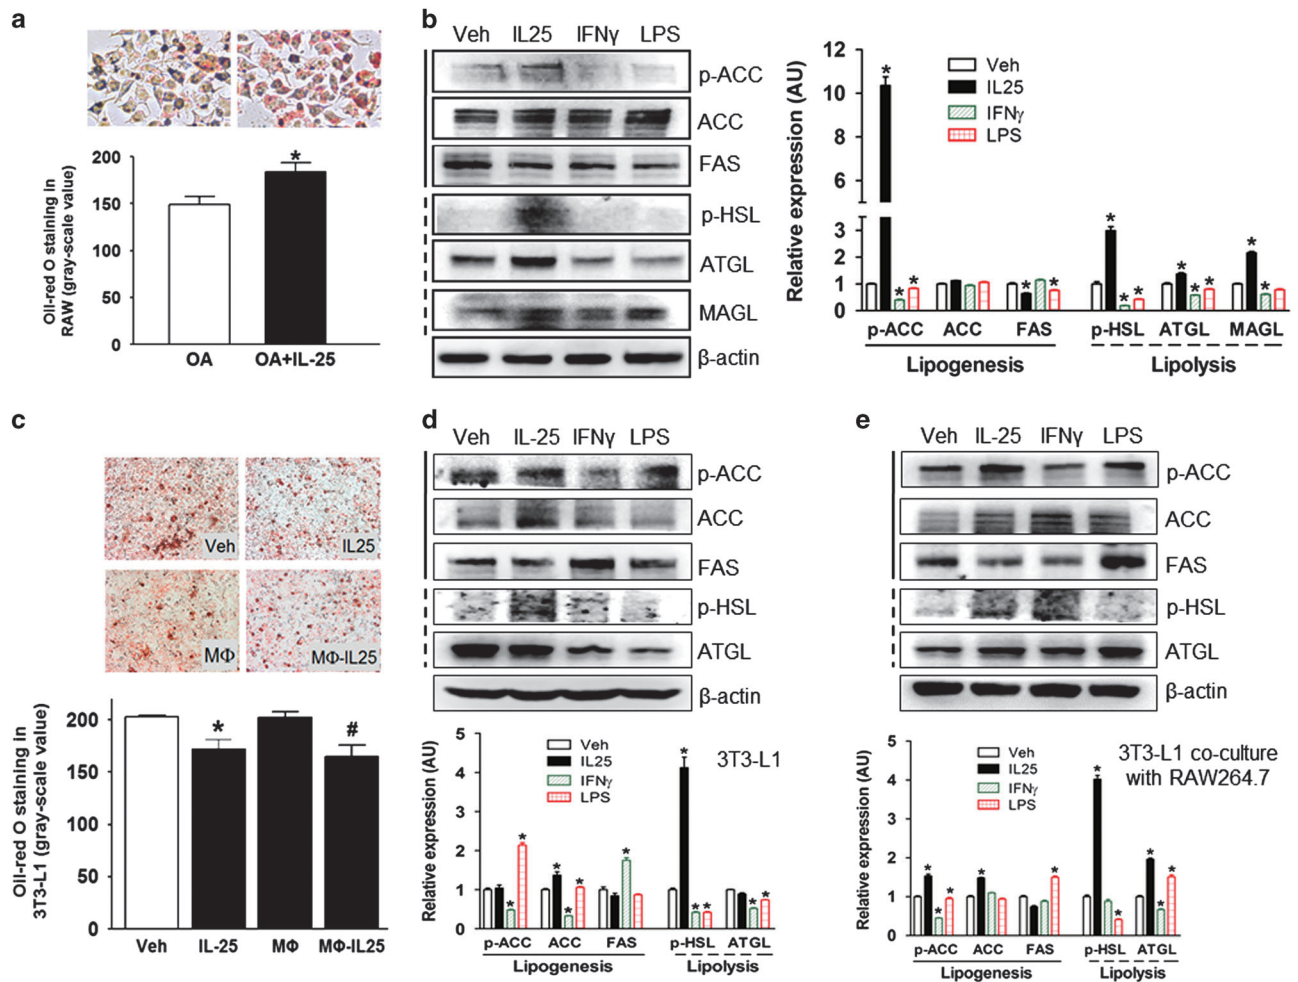 a
Oil-red O staining in
RAW (gray-scale value)
200
150
100
50
0
*
OA
OA+IL-25
b
Veh IL25 IFNγ LPS
p-ACC
ACC
FAS
p-HSL
ATGL
MAGL
β-actin
Relative expression (AU)
12
10
8
6
4
3
2
1
0
Veh
IL25
IFNγ
LPS
* * * * * * * * * * * * * *
p-ACC ACC FAS p-HSL ATGL MAGL
Lipogenesis Lipolysis
c
Veh IL25
MΦ MΦ-IL25
Oil-red O staining in
3T3-L1 (gray-scale value)
200
150
100
50
0
* #
Veh IL-25 MΦ MΦ-IL25
d
Veh IL-25 IFNγ LPS
p-ACC
ACC
FAS
p-HSL
ATGL
β-actin
Relative expression (AU)
5
4
3
2
1
0
Veh
IL25
IFNγ
LPS
3T3-L1
* * * * * * * * * * *
p-ACC ACC FAS p-HSL ATGL
Lipogenesis Lipolysis
e
Veh IL-25 IFNγ LPS
p-ACC
ACC
FAS
p-HSL
ATGL
β-actin
Relative expression (AU)
5
4
3
2
1
0
Veh
IL25
IFNγ
LPS
3T3-L1 co-culture
with RAW264.7
* * * * * * * * * *
p-ACC ACC FAS p-HSL ATGL
Lipogenesis Lipolysis